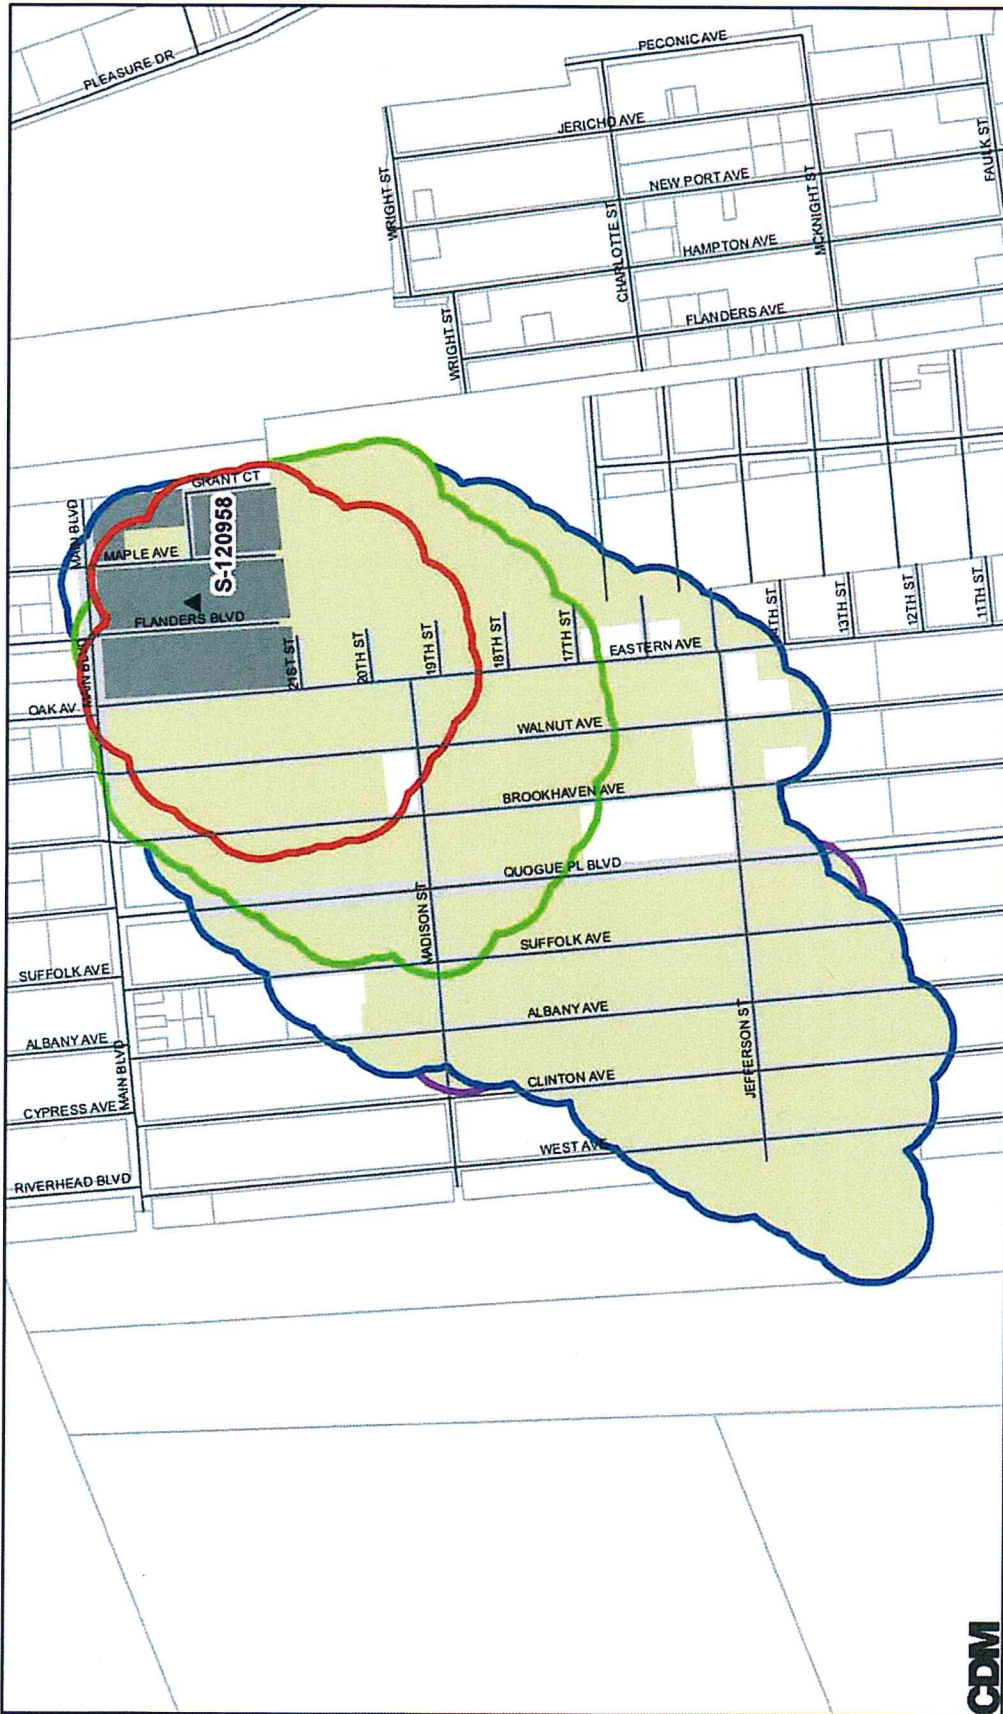 PLEASURE DR
PECONIC AVE
JERICHO AVE
WRIGHT ST
NEW PORT AVE
FAULK ST
MCKNIGHT ST
CHARLOTTE ST
HAMPTON AVE
FLANDERS AVE
WRIGHT ST
GRANT CT
MAIN BLVD
S-120958
MAPLE AVE
FLANDERS BLVD
MAIN BLVD
OAK AV
21ST ST
20TH ST
19TH ST
18TH ST
17TH ST
EASTERN AVE
13TH ST
12TH ST
11TH ST
WALNUT AVE
BROOKHAVEN AVE
QUOGUE PL BLVD
MADISON ST
SUFFOLK AVE
SUFFOLK AVE
ALBANY AVE
ALBANY AVE
JEFFERSON ST
MAIN BLVD
CYPRESS AVE
CLINTON AVE
WEST AVE
RIVERHEAD BLVD
CDM